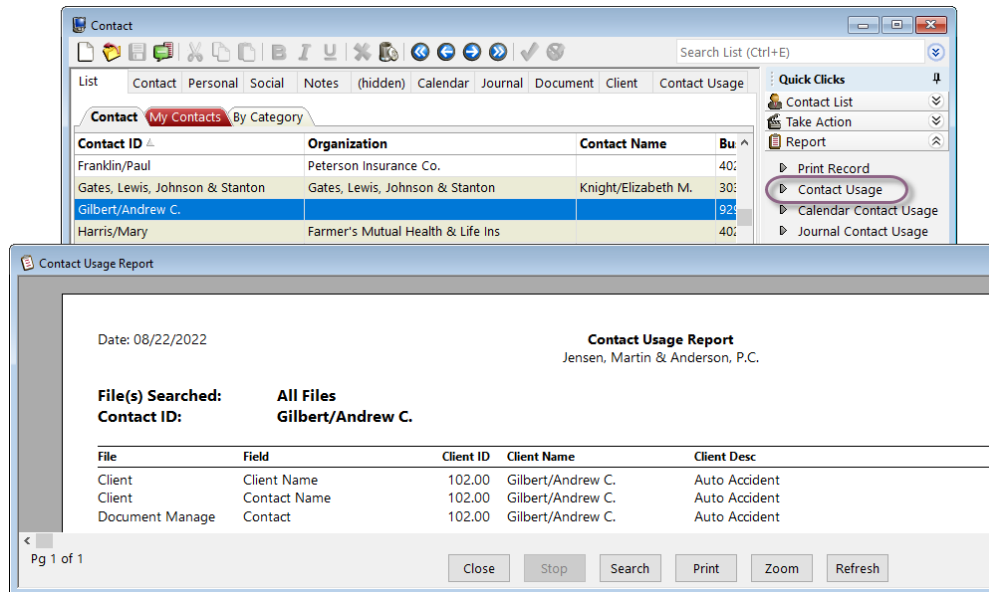 Contact
B I U Search List (Ctrl+E)
List Contact Personal Social Notes (hidden) Calendar Journal Document Client Contact Usage
Quick Clicks
Contact List
Take Action
Report
Print Record
Contact Usage
Calendar Contact Usage
Journal Contact Usage
Contact My Contacts By Category
Contact ID Organization Contact Name Bu
Franklin/Paul Peterson Insurance Co. 402
Gates, Lewis, Johnson & Stanton Gates, Lewis, Johnson & Stanton Knight/Elizabeth M. 303
Gilbert/Andrew C. 929
Harris/Mary Farmer's Mutual Health & Life Ins 402
Contact Usage Report
Date: 08/22/2022 Contact Usage Report
Jensen, Martin & Anderson, P.C.
File(s) Searched: All Files
Contact ID: Gilbert/Andrew C.
File Field Client ID Client Name Client Desc
Client Client Name 102.00 Gilbert/Andrew C. Auto Accident
Client Contact Name 102.00 Gilbert/Andrew C. Auto Accident
Document Manage Contact 102.00 Gilbert/Andrew C. Auto Accident
Pg 1 of 1
Close Stop Search Print Zoom Refresh